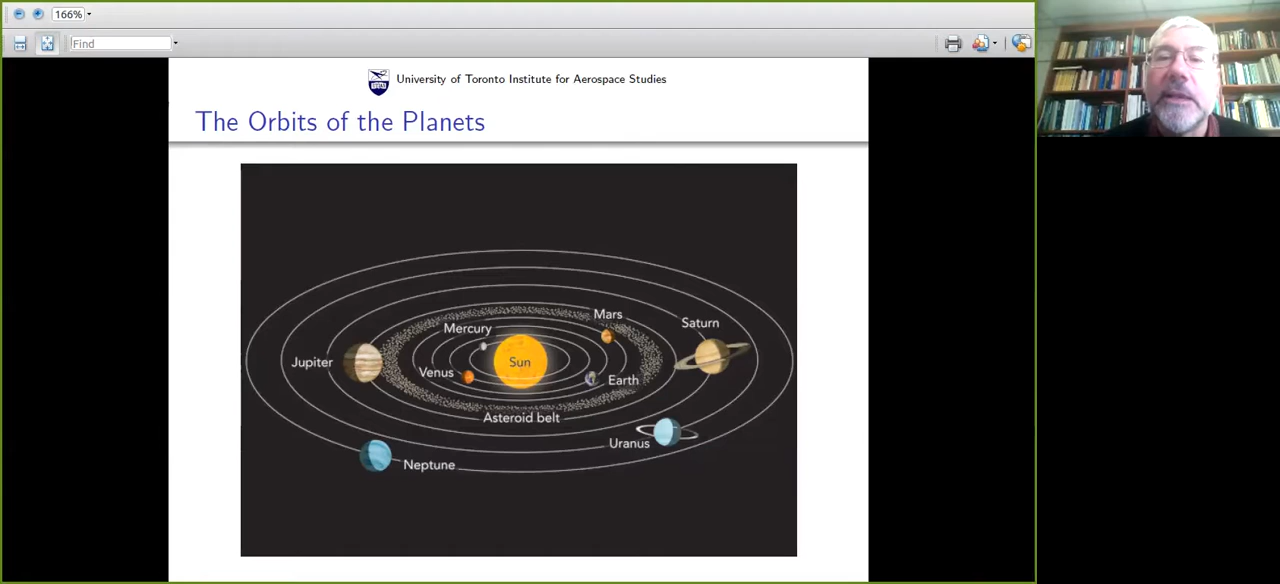 166%
Find
University of Toronto Institute for Aerospace Studies
The Orbits of the Planets
Mars
Saturn
Mercury
Sun
Jupiter
Venus
Earth
Asteroid belt
Uranus
Neptune